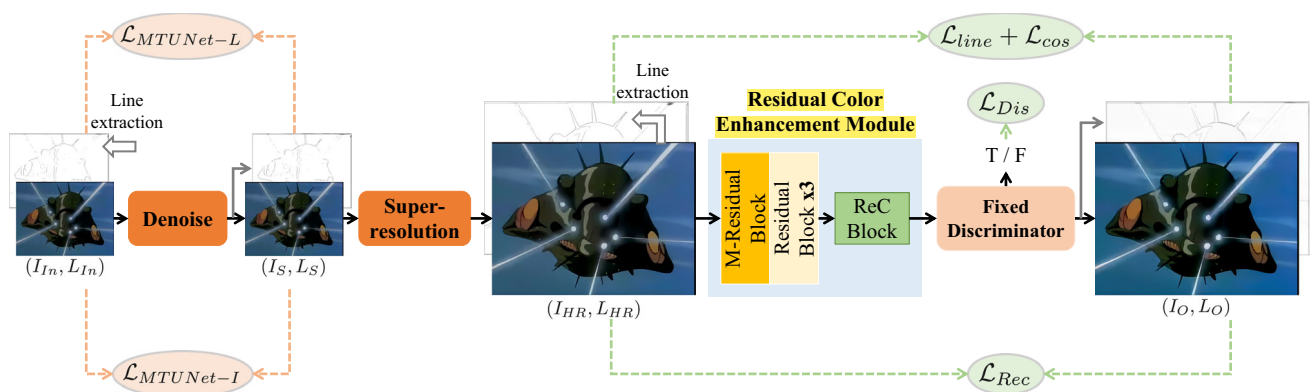 ℒ_{MTUNet−L}
ℒ_{line} + ℒ_{cos}
Line
extraction
Line
extraction
Residual Color
Enhancement Module
ℒ_{Dis}
T / F
Denoise
Super-
resolution
M-Residual
Block
Residual
Block x3
ReC
Block
Fixed
Discriminator
(I_{In}, L_{In})
(I_S, L_S)
(I_{HR}, L_{HR})
(I_O, L_O)
ℒ_{MTUNet−I}
ℒ_{Rec}